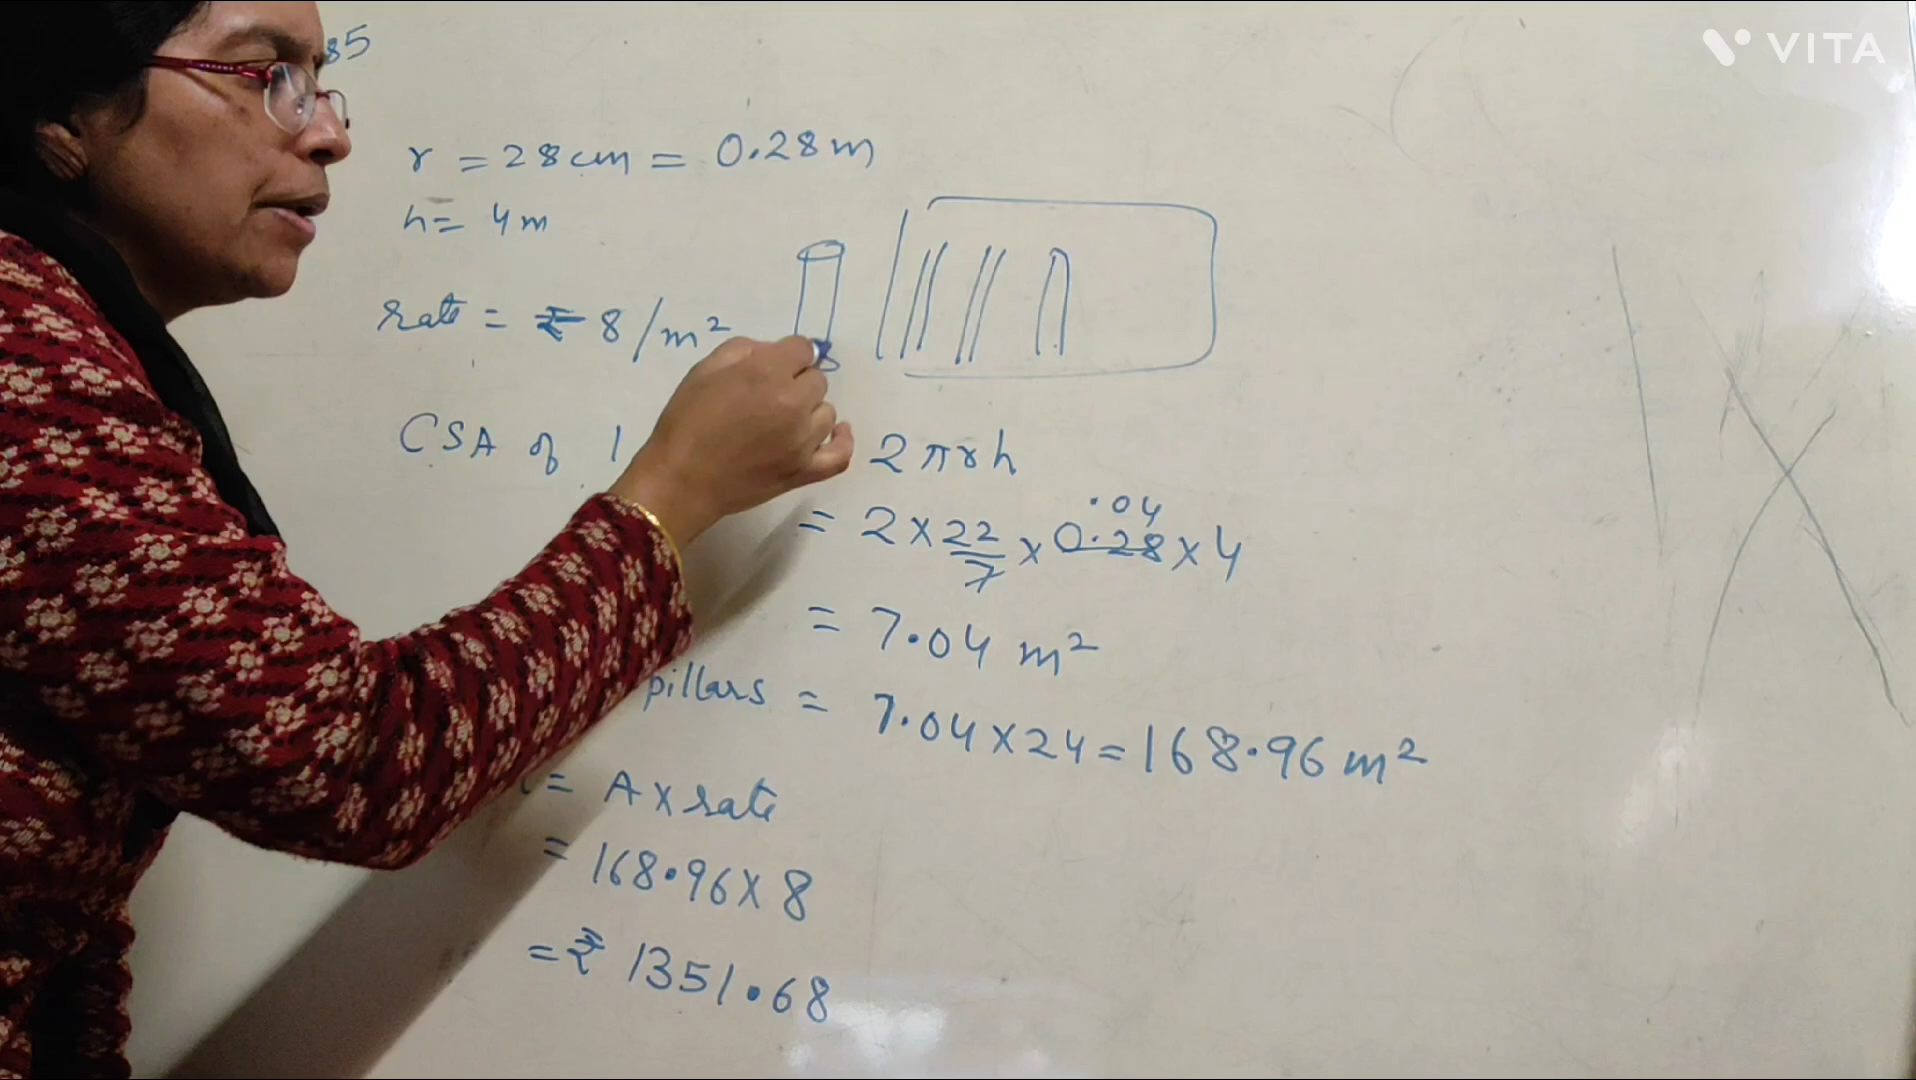 85
VITA
r = 28 cm = 0.28 m
h = 4 m
rate = ₹ 8/m²
CSA of 1 2πrh
.04
= 2 × 22/7 × 0.28 × 4
= 7.04 m²
pillars = 7.04 × 24 = 168.96 m²
= A × rate
= 168.96 × 8
= ₹ 1351.68